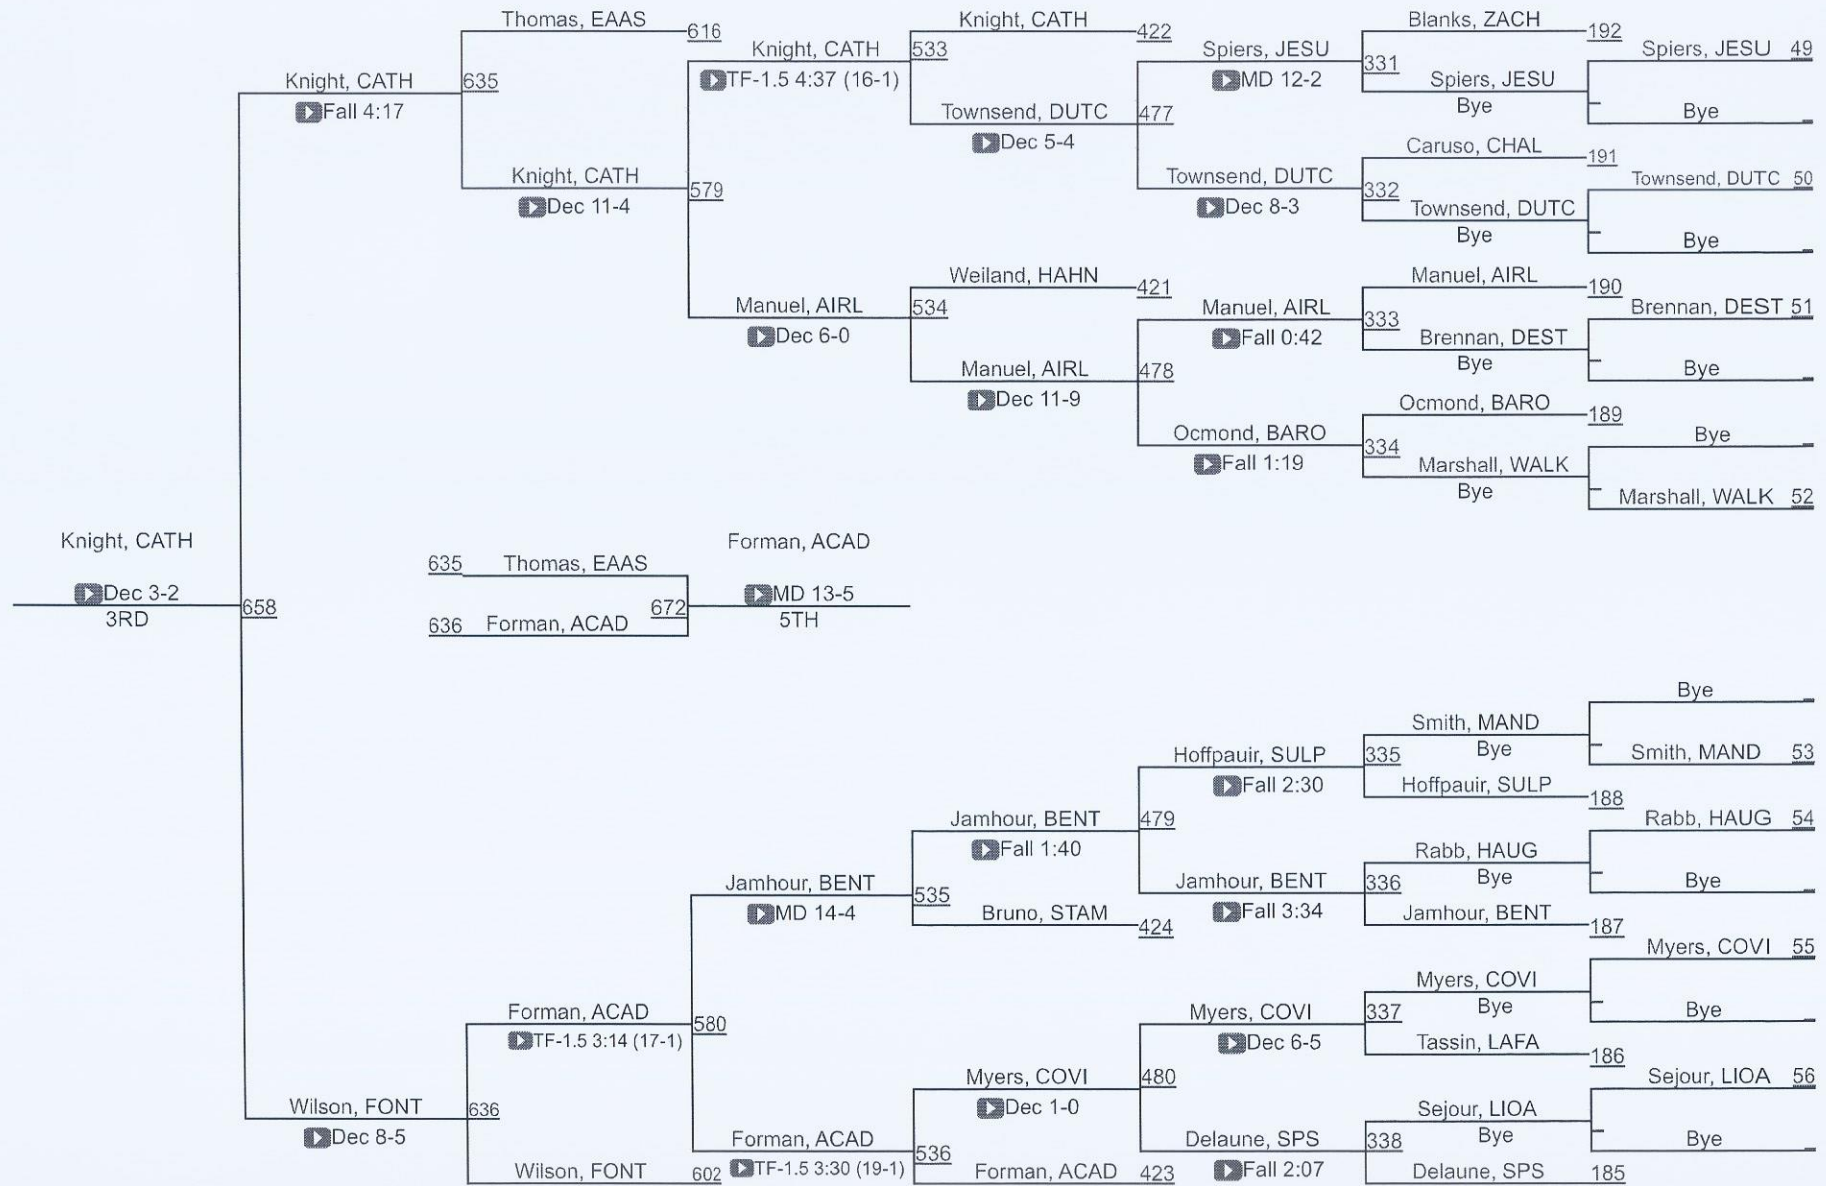 Thomas, EAAS
616
Knight, CATH
422
Blanks, ZACH
192
Knight, CATH
533
Spiers, JESU
Spiers, JESU 49
TF-1.5 4:37 (16-1)
331
MD 12-2
Spiers, JESU
Bye
Bye
Knight, CATH
635
Fall 4:17
Townsend, DUTC
477
Dec 5-4
Caruso, CHAL
191
Knight, CATH
579
Dec 11-4
Townsend, DUTC
332
Dec 8-3
Townsend, DUTC 50
Townsend, DUTC
Bye
Bye
Weiland, HAHN
421
Manuel, AIRL
190
Manuel, AIRL
534
Dec 6-0
Manuel, AIRL
333
Fall 0:42
Brennan, DEST 51
Brennan, DEST
Bye
Bye
Manuel, AIRL
478
Dec 11-9
Ocmond, BARO
189
Ocmond, BARO
334
Fall 1:19
Bye
Marshall, WALK
Bye
Marshall, WALK 52
Knight, CATH
Dec 3-2
3RD
658
635 Thomas, EAAS
636 Forman, ACAD
672
Forman, ACAD
MD 13-5
5TH
Bye
Smith, MAND
Bye
Smith, MAND 53
Hoffpauir, SULP
335
Fall 2:30
Hoffpauir, SULP
188
Jamhour, BENT
479
Fall 1:40
Rabb, HAUG 54
Rabb, HAUG
Bye
Bye
Jamhour, BENT
535
MD 14-4
Jamhour, BENT
336
Fall 3:34
Jamhour, BENT
187
Bruno, STAM
424
Myers, COVI 55
Myers, COVI
Bye
Bye
Forman, ACAD
580
TF-1.5 3:14 (17-1)
Myers, COVI
337
Dec 6-5
Tassin, LAFA
186
Myers, COVI
480
Dec 1-0
Sejour, LIOA 56
Sejour, LIOA
Bye
Bye
Wilson, FONT
636
Dec 8-5
Forman, ACAD
536
TF-1.5 3:30 (19-1)
Delaune, SPS
338
Fall 2:07
Wilson, FONT
602
Forman, ACAD
423
Delaune, SPS
185